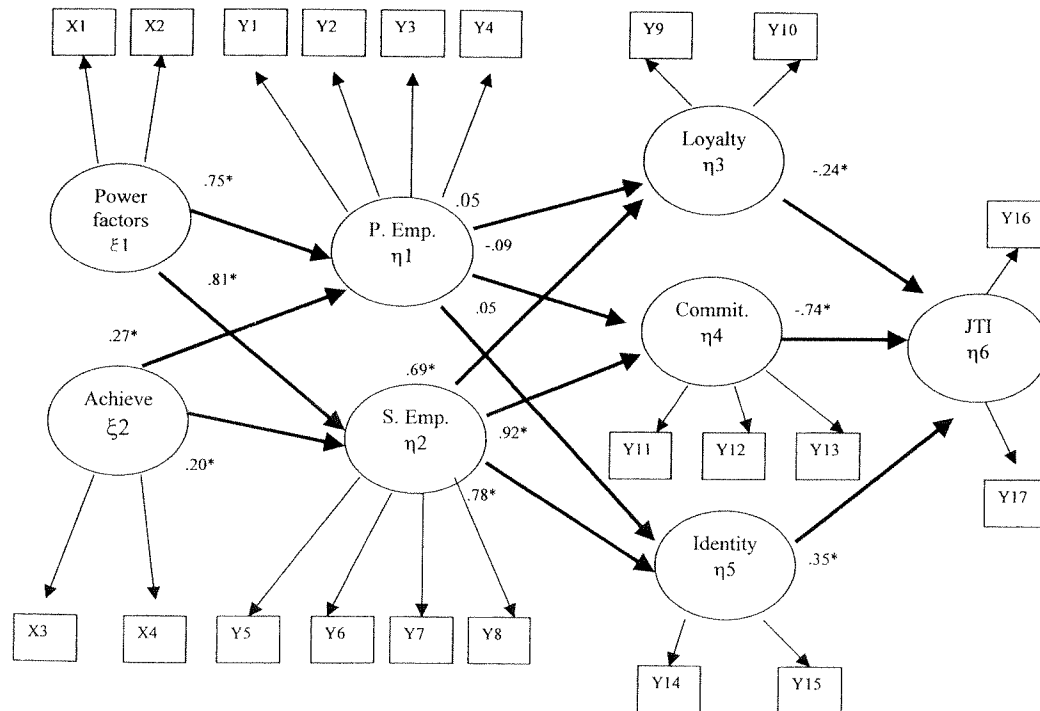 X1
X2
Y1
Y2
Y3
Y4
Y9
Y10
Power
factors
ξ1
.75*
.81*
P. Emp.
η1
.05
-.09
.05
Loyalty
η3
-.24*
Y16
Commit.
η4
-.74*
JTI
η6
.27*
Achieve
ξ2
.20*
.69*
S. Emp.
η2
.92*
.78*
Y11
Y12
Y13
Y17
Identity
η5
.35*
X3
X4
Y5
Y6
Y7
Y8
Y14
Y15